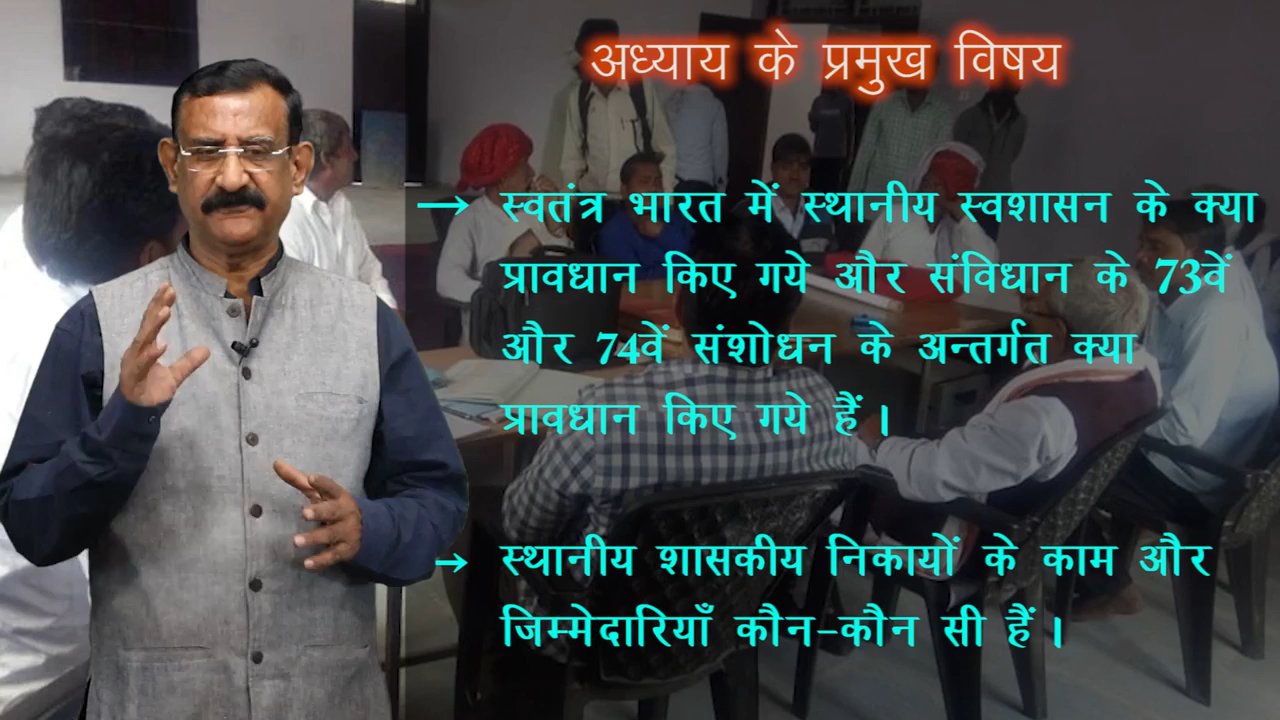 अध्याय के प्रमुख विषय
→ स्वतंत्र भारत में स्थानीय स्वशासन के क्या
प्रावधान किए गये और संविधान के 73वें
और 74वें संशोधन के अन्तर्गत क्या
प्रावधान किए गये हैं।
→ स्थानीय शासकीय निकायों के काम और
जिम्मेदारियाँ कौन-कौन सी हैं।